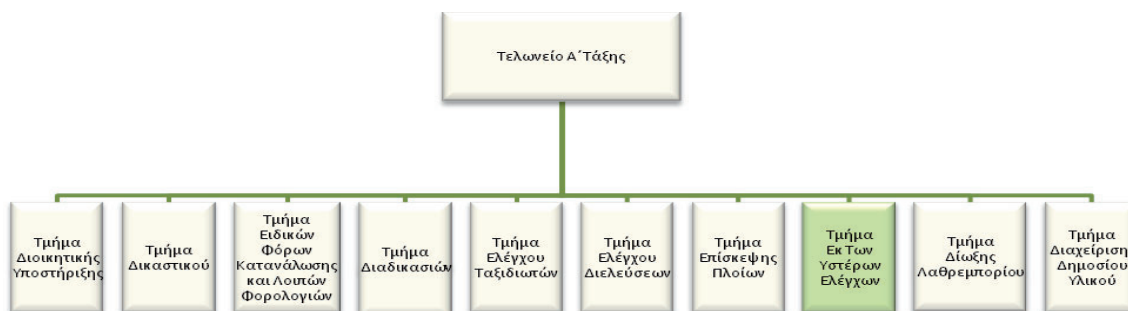 Τελωνείο Α΄ Τάξης
Τμήμα
Διοικητικής
Υποστήριξης
Τμήμα
Δικαστικού
Τμήμα
Ειδικών
Φόρων
Κατανάλωσης
και Λοιπών
Φορολογιών
Τμήμα
Διαδικασιών
Τμήμα
Ελέγχου
Ταξιδιωτών
Τμήμα
Ελέγχου
Διελεύσεων
Τμήμα
Επίσκεψης
Πλοίων
Τμήμα
Εκ Των
Υστέρων
Ελέγχων
Τμήμα
Δίωξης
Λαθρεμπορίου
Τμήμα
Διαχείρισης
Δημοσίου
Υλικού